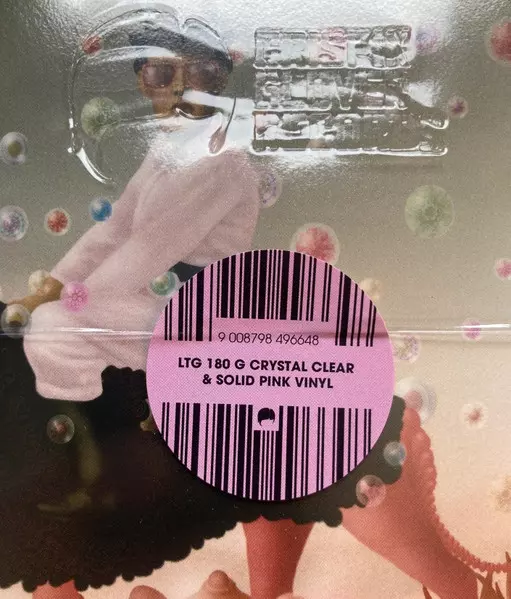 9 008798 496648
LTG 180 G CRYSTAL CLEAR
& SOLID PINK VINYL